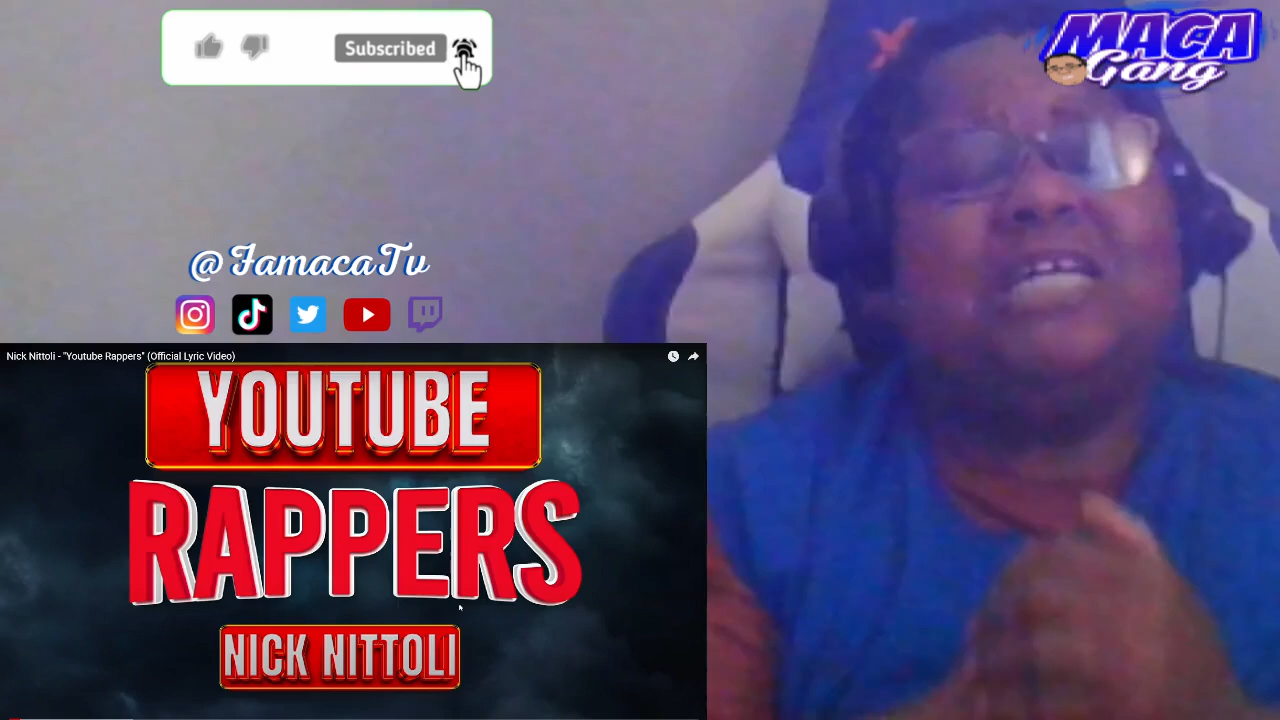 Subscribed
MACA
Gang
@FamacaTv
Nick Nittoli - "Youtube Rappers" (Official Lyric Video)
YOUTUBE
RAPPERS
NICK NITTOLI